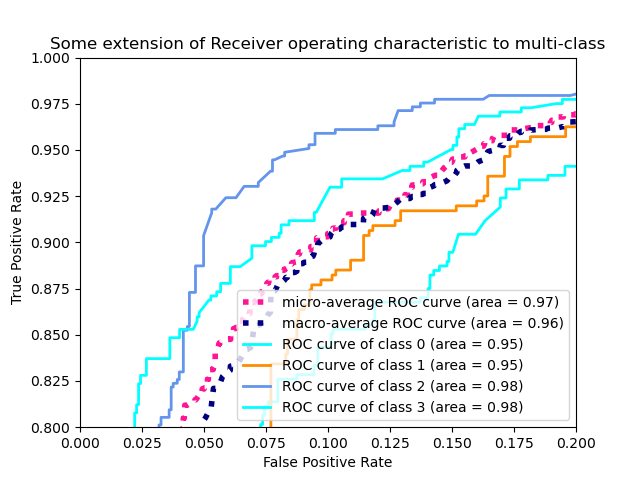 Some extension of Receiver operating characteristic to multi-class
1.000
0.975
0.950
0.925
0.900
0.875
0.850
0.825
0.800
True Positive Rate
micro-average ROC curve (area = 0.97)
macro-average ROC curve (area = 0.96)
ROC curve of class 0 (area = 0.95)
ROC curve of class 1 (area = 0.95)
ROC curve of class 2 (area = 0.98)
ROC curve of class 3 (area = 0.98)
0.000 0.025 0.050 0.075 0.100 0.125 0.150 0.175 0.200
False Positive Rate